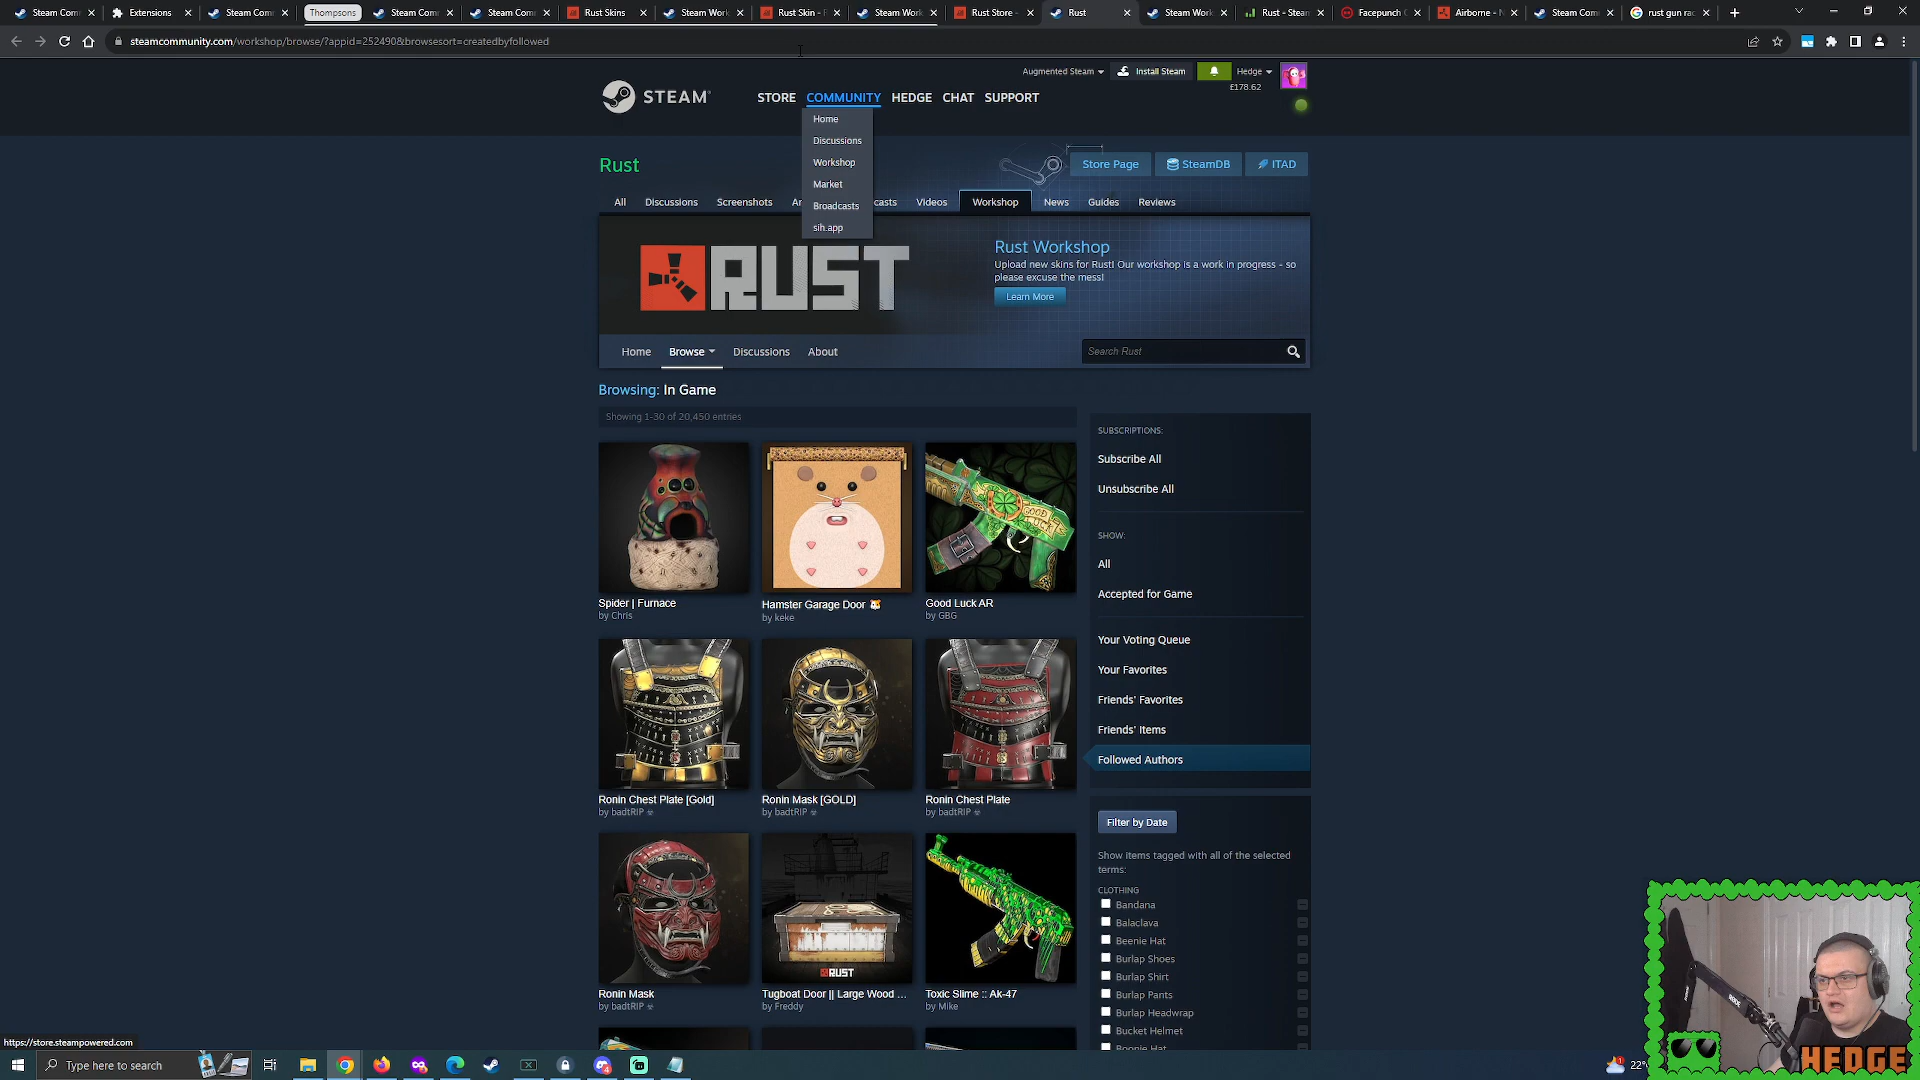 Steam Com
Extensions
Steam Com
Thompsons
Steam Com
Steam Com
Rust Skins
Steam Work
Rust Skin -
Steam Work
Rust Store -
Rust
Steam Work
Rust - Steam
Facepunch C
Airborne - N
Steam Com
rust gun rac
steamcommunity.com/workshop/browse/?appid=252490&browsesort=createdbyfollowed
Augmented Steam
Install Steam
Hedge
£178.62
STEAM
STORE
COMMUNITY
HEDGE
CHAT
SUPPORT
Home
Discussions
Workshop
Market
Broadcasts
sih.app
Rust
Store Page
SteamDB
ITAD
All
Discussions
Screenshots
Ar
casts
Videos
Workshop
News
Guides
Reviews
RUST
Rust Workshop
Upload new skins for Rust! Our workshop is a work in progress - so
please excuse the mess!
Learn More
Home
Browse
Discussions
About
Search Rust
Browsing: In Game
Showing 1-30 of 20,450 entries
Spider | Furnace
by Chris
Hamster Garage Door 🐹
by keke
GOOD LUCK
Good Luck AR
by GBG
Ronin Chest Plate [Gold]
by badtRIP ☣
Ronin Mask [GOLD]
by badtRIP ☣
Ronin Chest Plate
by badtRIP ☣
Ronin Mask
by badtRIP ☣
RUST
Tugboat Door || Large Wood ...
by Freddy
Toxic Slime :: Ak-47
by Mike
SUBSCRIPTIONS:
Subscribe All
Unsubscribe All
SHOW:
All
Accepted for Game
Your Voting Queue
Your Favorites
Friends' Favorites
Friends' Items
Followed Authors
Filter by Date
Show items tagged with all of the selected
terms:
CLOTHING
Bandana
Balaclava
Beenie Hat
Burlap Shoes
Burlap Shirt
Burlap Pants
Burlap Headwrap
Bucket Helmet
Boonie Hat
RODE
HEDGE
https://store.steampowered.com
Type here to search
22°